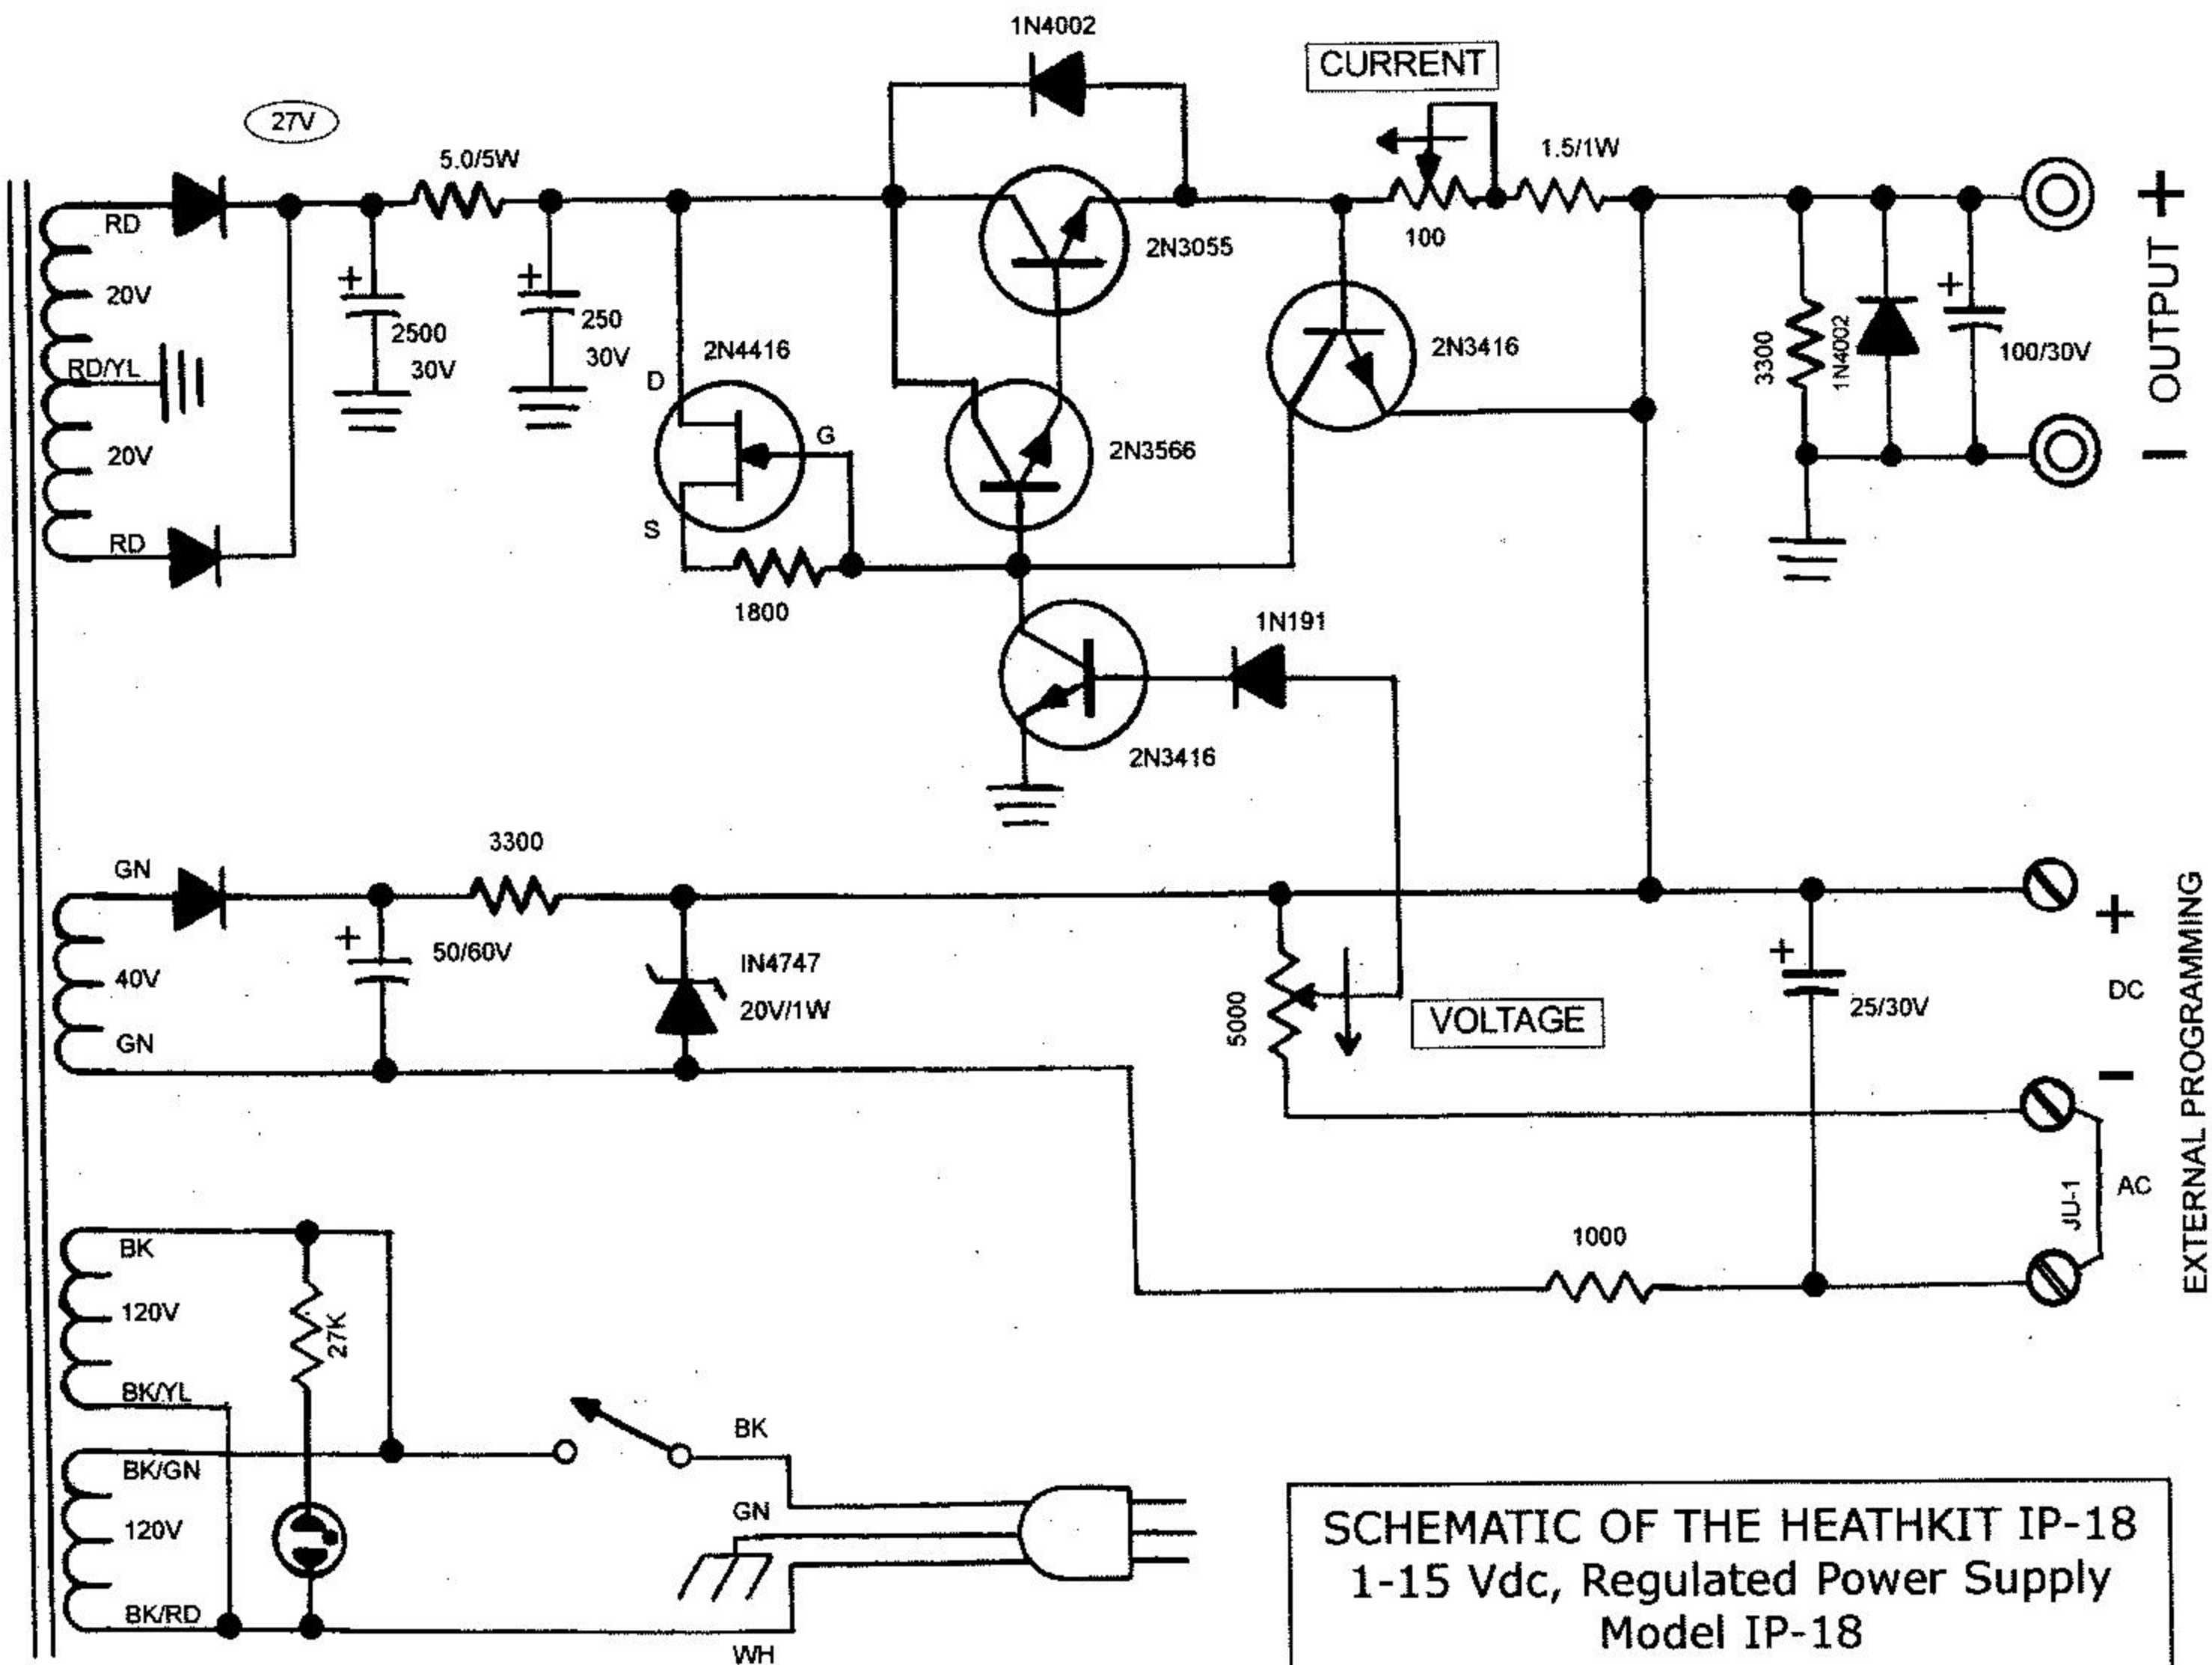 1N4002
CURRENT
27V
5.0/5W
1.5/1W
RD
20V
RD/YL
20V
RD
+
2500
30V
+
250
30V
2N4416
D
G
S
1800
2N3055
2N3566
100
2N3416
3300
1N4002
+
100/30V
+
OUTPUT
−
1N191
2N3416
GN
40V
GN
3300
+
50/60V
IN4747
20V/1W
5000
VOLTAGE
+
25/30V
+
DC
−
AC
JU-1
EXTERNAL PROGRAMMING
1000
BK
120V
BK/YL
27K
BK/GN
120V
BK/RD
BK
GN
WH
SCHEMATIC OF THE HEATHKIT IP-18
1-15 Vdc, Regulated Power Supply
Model IP-18